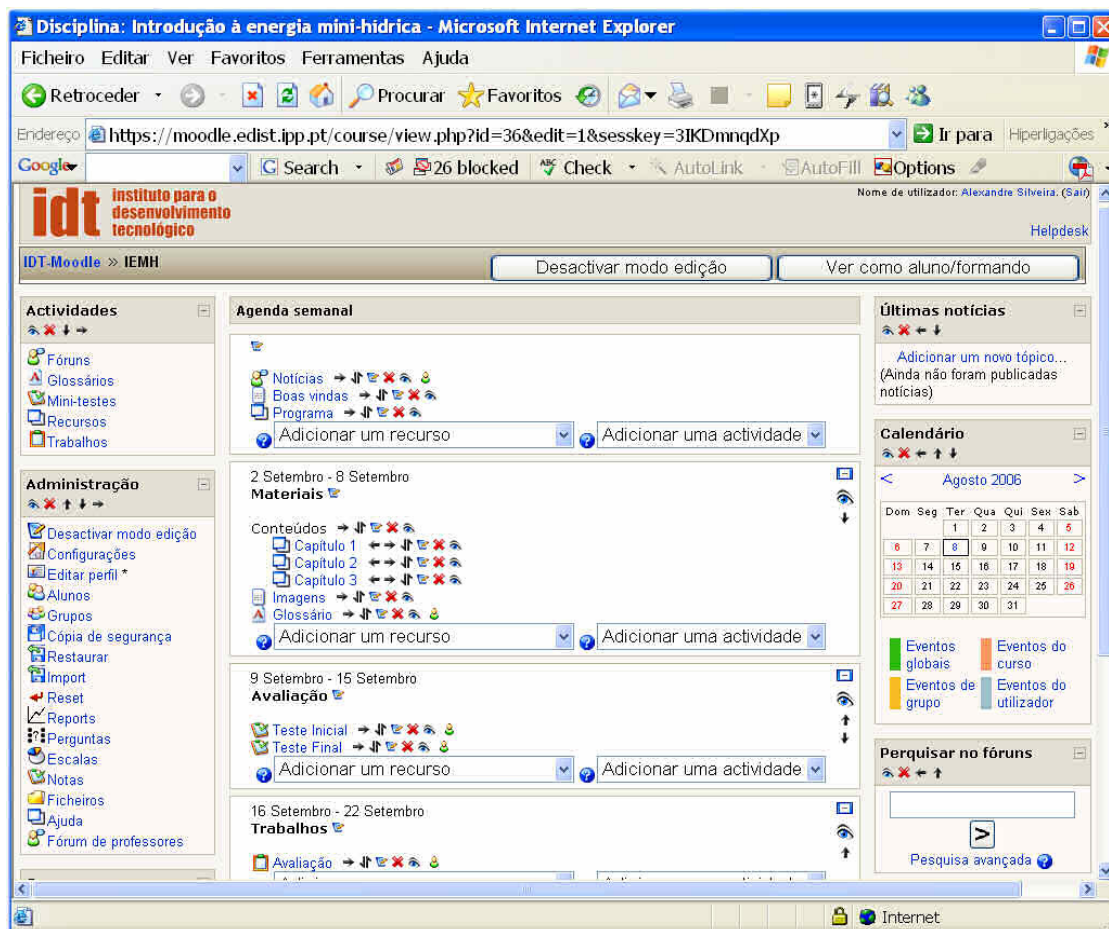 Disciplina: Introdução à energia mini-hidrica - Microsoft Internet Explorer
Ficheiro Editar Ver Favoritos Ferramentas Ajuda
Retroceder Procurar Favoritos
Endereço https://moodle.edist.ipp.pt/course/view.php?id=36&edit=1&sesskey=3IKDmnqdXp Ir para Hiperligações
Google G Search 26 blocked ABC Check AutoLink AutoFill Options
idt instituto para o
desenvolvimento
tecnológico
Nome de utilizador: Alexandre Silveira. (Sair)
Helpdesk
IDT-Moodle » IEMH
Desactivar modo edição Ver como aluno/formando
Actividades
Fóruns
Glossários
Mini-testes
Recursos
Trabalhos
Administração
Desactivar modo edição
Configurações
Editar perfil *
Alunos
Grupos
Cópia de segurança
Restaurar
Import
Reset
Reports
Perguntas
Escalas
Notas
Ficheiros
Ajuda
Fórum de professores
Agenda semanal
Notícias
Boas vindas
Programa
Adicionar um recurso Adicionar uma actividade
2 Setembro - 8 Setembro
Materiais
Conteúdos
Capítulo 1
Capítulo 2
Capítulo 3
Imagens
Glossário
Adicionar um recurso Adicionar uma actividade
9 Setembro - 15 Setembro
Avaliação
Teste Inicial
Teste Final
Adicionar um recurso Adicionar uma actividade
16 Setembro - 22 Setembro
Trabalhos
Avaliação
Últimas notícias
Adicionar um novo tópico...
(Ainda não foram publicadas
notícias)
Calendário
< Agosto 2006 >
Dom Seg Ter Qua Qui Sex Sab
1 2 3 4 5
6 7 8 9 10 11 12
13 14 15 16 17 18 19
20 21 22 23 24 25 26
27 28 29 30 31
Eventos globais
Eventos do curso
Eventos de grupo
Eventos do utilizador
Perquisar no fóruns
>
Pesquisa avançada
Internet